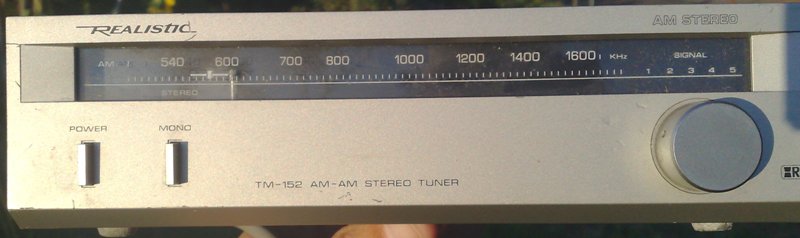 REALISTIC
AM STEREO
AM 540 600 700 800 1000 1200 1400 1600 KHz
SIGNAL
1 2 3 4 5
STEREO
POWER MONO
R
TM-152 AM-AM STEREO TUNER